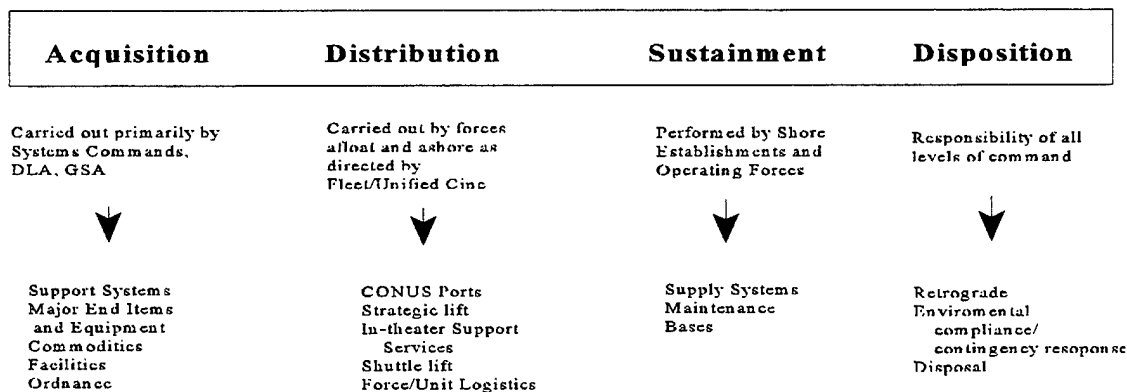 Acquisition
Distribution
Sustainment
Disposition
Carried out primarily by
Systems Commands,
DLA, GSA
Carried out by forces
afloat and ashore as
directed by
Fleet/Unified Cinc
Performed by Shore
Establishments and
Operating Forces
Responsibility of all
levels of command
Support Systems
Major End Items
and Equipment
Commodities
Facilities
Ordnance
CONUS Ports
Strategic lift
In-theater Support
Services
Shuttle lift
Force/Unit Logistics
Supply Systems
Maintenance
Bases
Retrograde
Enviromental
compliance/
contingency resoponse
Disposal